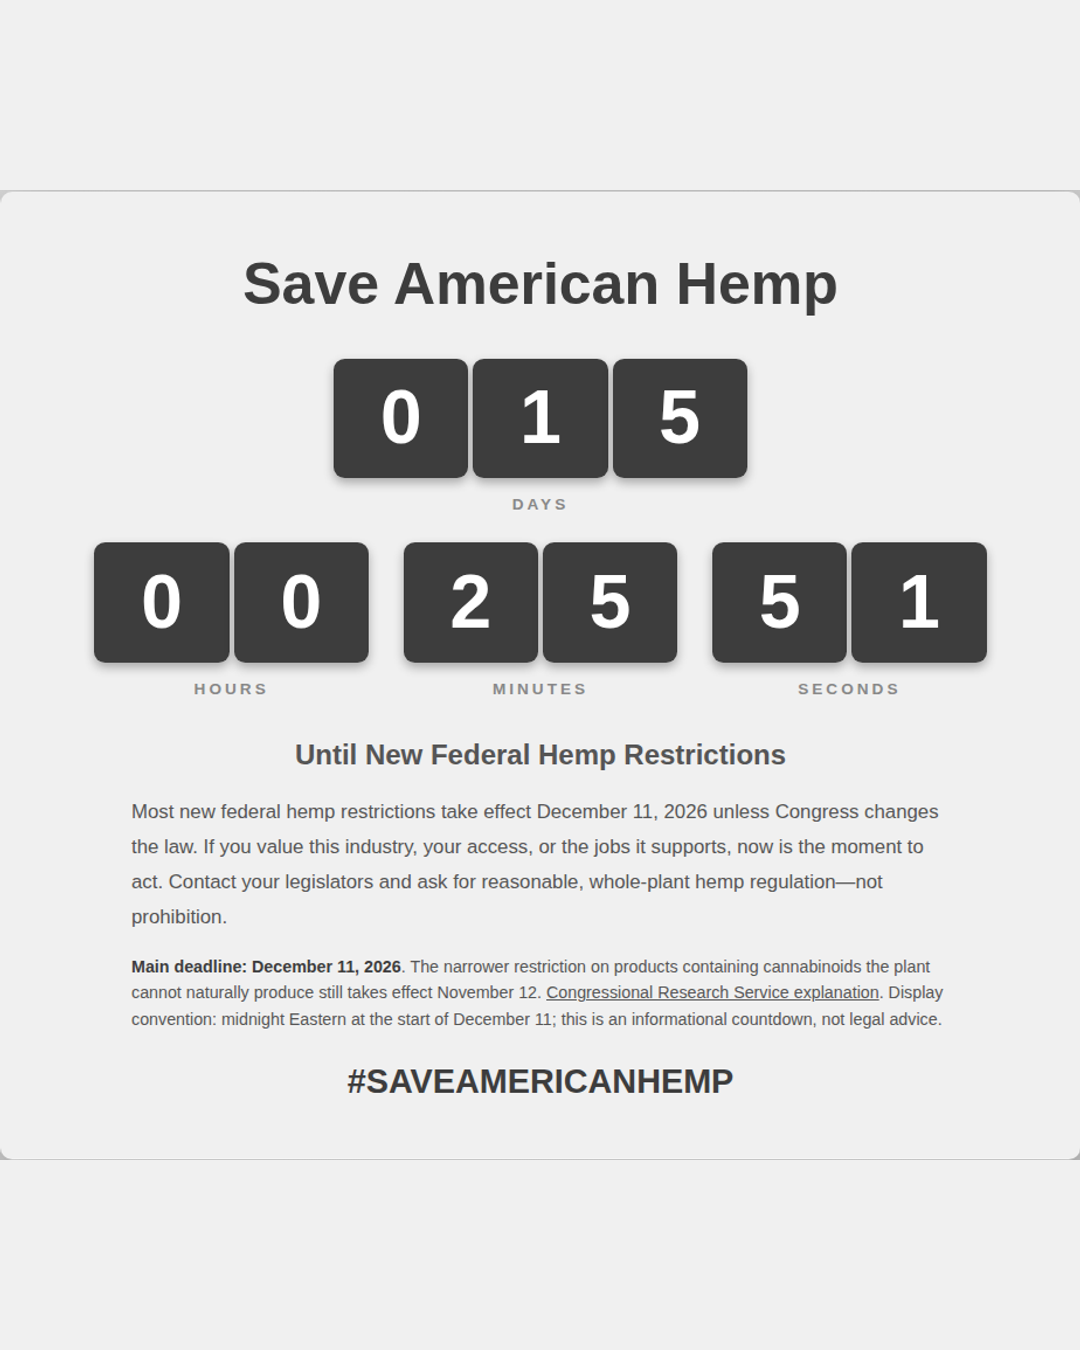 Save American Hemp
0 1 5
DAYS
0 0 2 5 5 1
HOURS MINUTES SECONDS
Until New Federal Hemp Restrictions
Most new federal hemp restrictions take effect December 11, 2026 unless Congress changes
the law. If you value this industry, your access, or the jobs it supports, now is the moment to
act. Contact your legislators and ask for reasonable, whole-plant hemp regulation—not
prohibition.
Main deadline: December 11, 2026. The narrower restriction on products containing cannabinoids the plant
cannot naturally produce still takes effect November 12. Congressional Research Service explanation. Display
convention: midnight Eastern at the start of December 11; this is an informational countdown, not legal advice.
#SAVEAMERICANHEMP